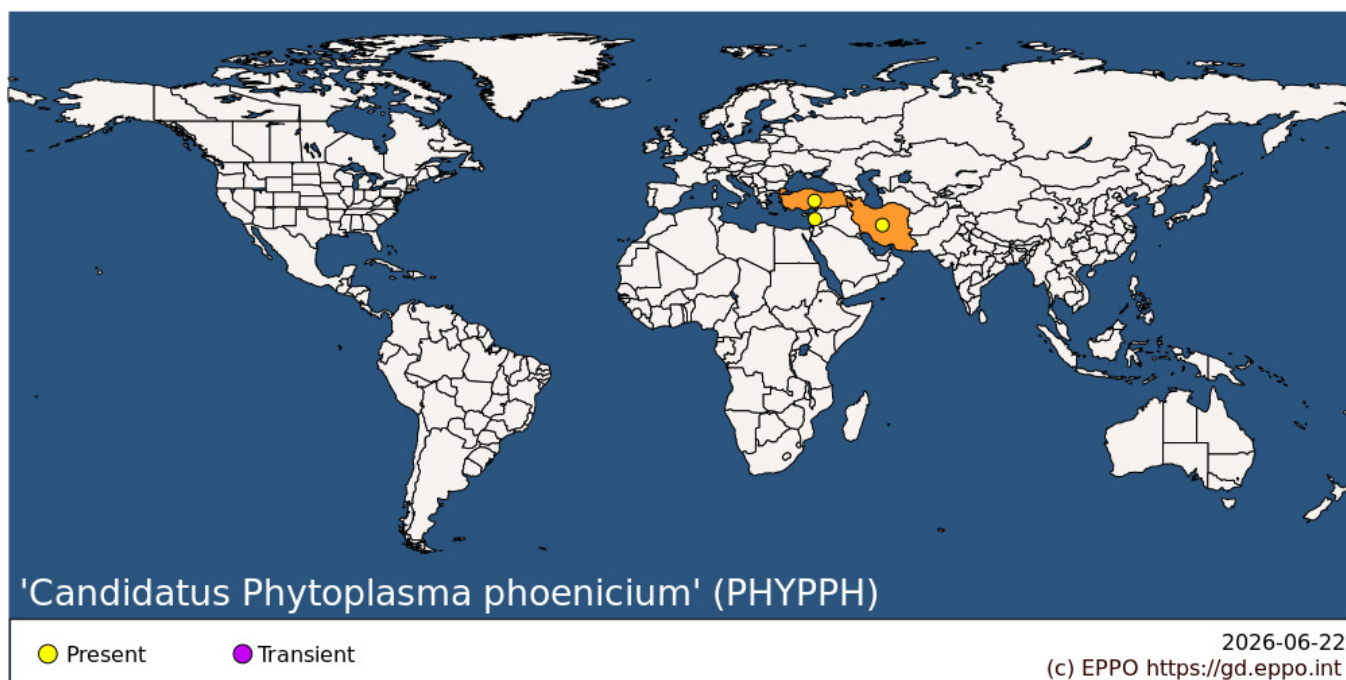 'Candidatus Phytoplasma phoenicium' (PHYPPH)
Present
Transient
2026-06-22
(c) EPPO https://gd.eppo.int